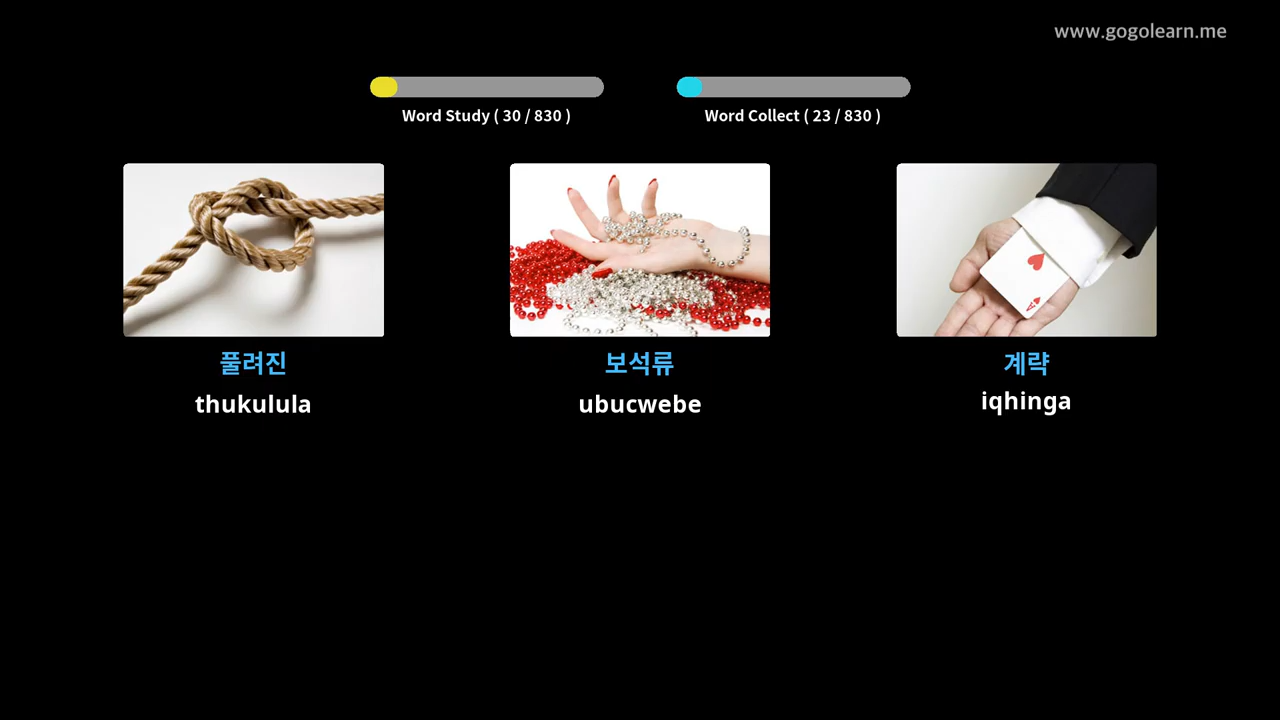 www.gogolearn.me
Word Study ( 30 / 830 )
Word Collect ( 23 / 830 )
풀려진
보석류
계략
thukulula
ubucwebe
iqhinga